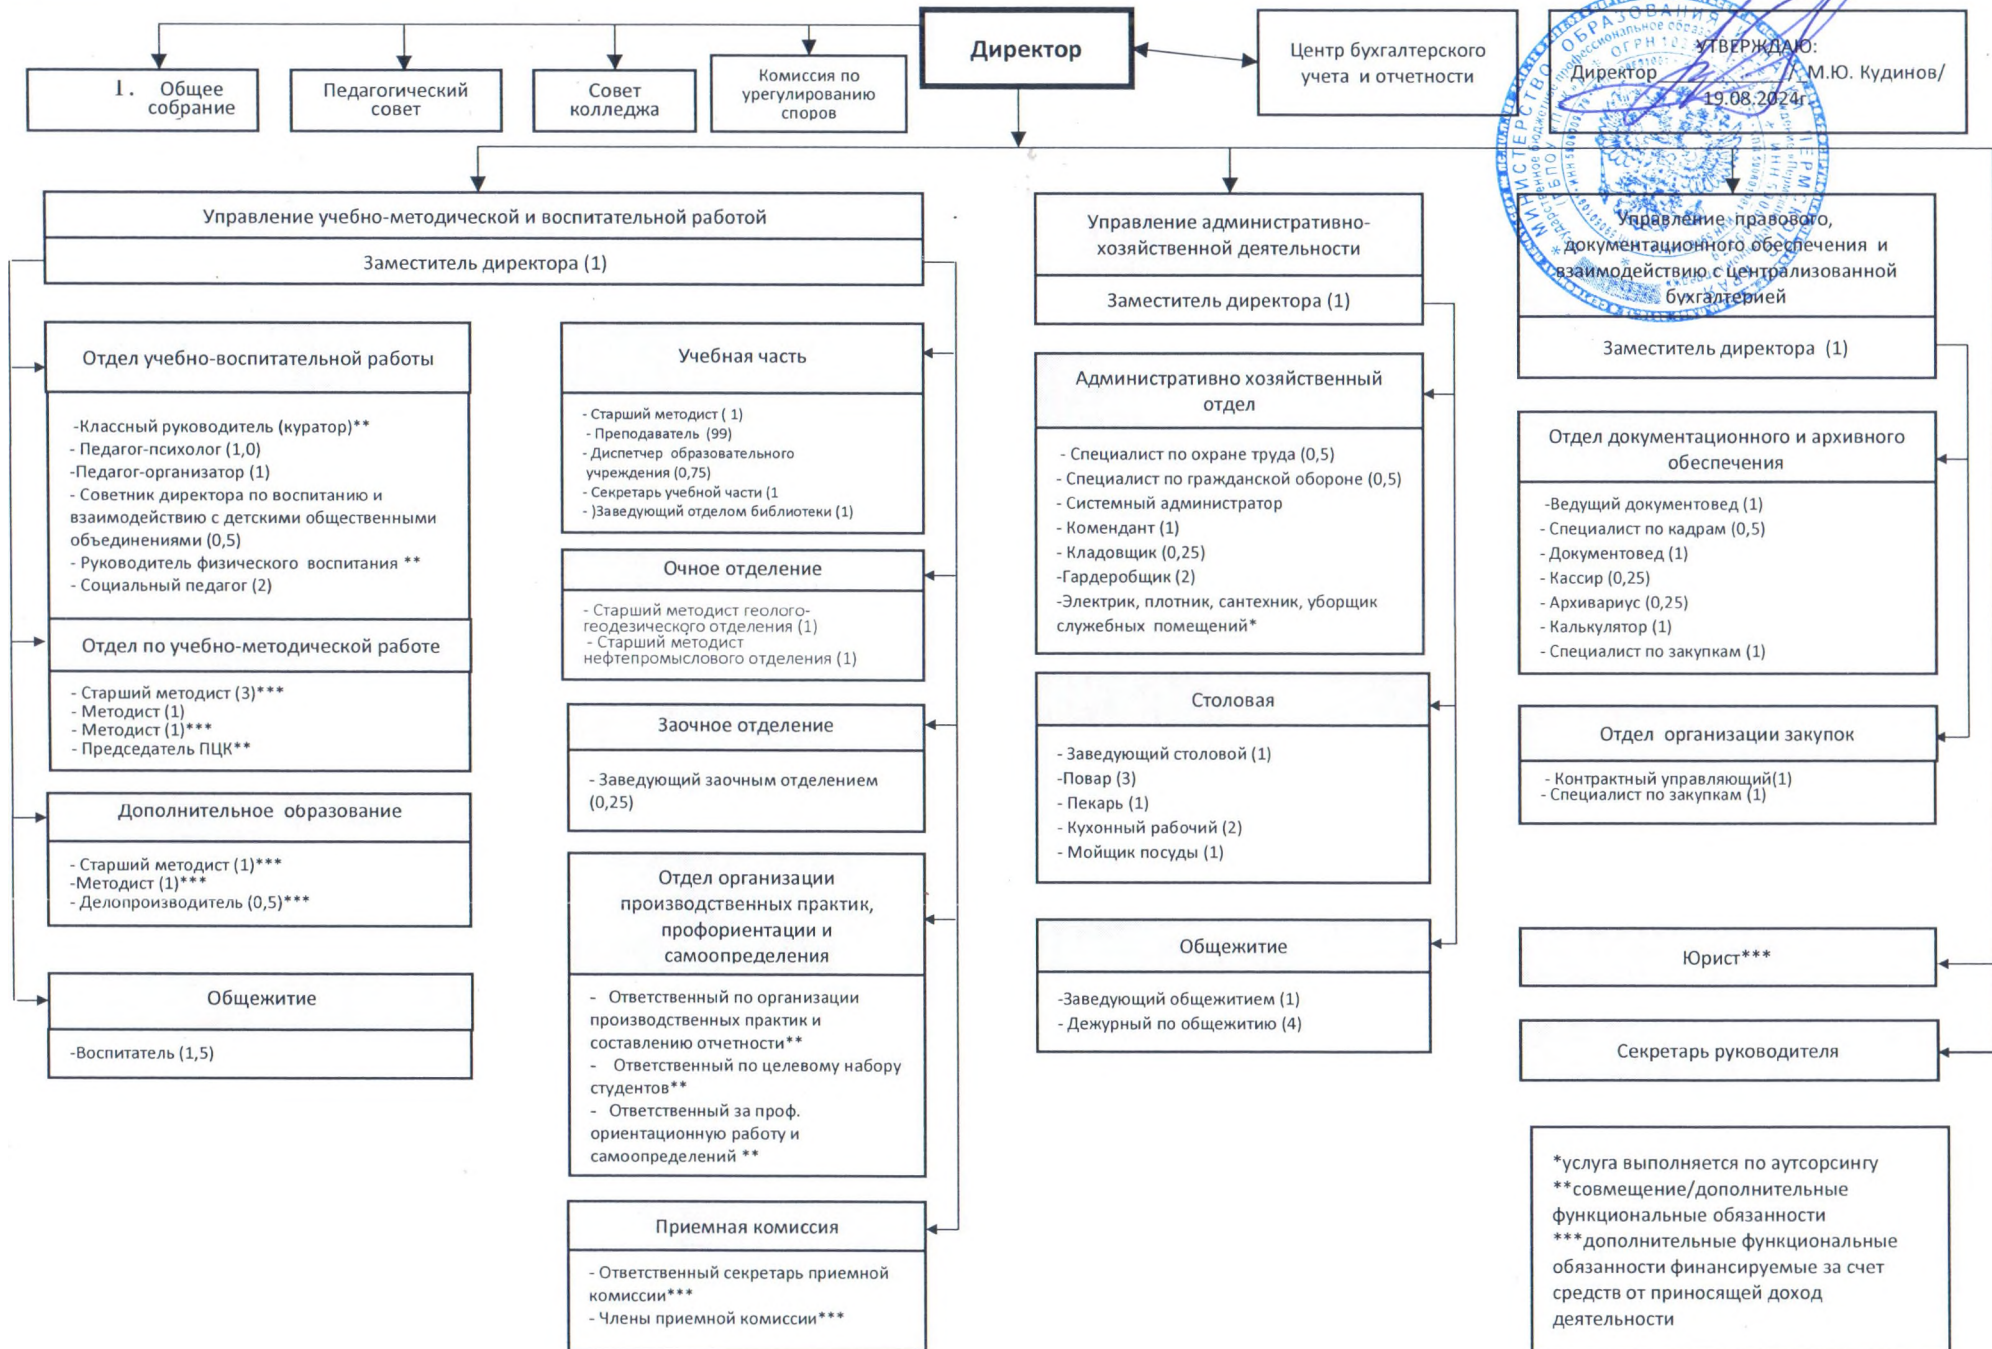 Директор
Центр бухгалтерского
учета и отчетности
УТВЕРЖДАЮ:
Директор______________/ М.Ю. Кудинов/
19.08.2024г.
1. Общее
собрание
Педагогический
совет
Совет
колледжа
Комиссия по
урегулированию
споров
Управление учебно-методической и воспитательной работой
Заместитель директора (1)
Отдел учебно-воспитательной работы
-Классный руководитель (куратор)**
- Педагог-психолог (1,0)
-Педагог-организатор (1)
- Советник директора по воспитанию и
взаимодействию с детскими общественными
объединениями (0,5)
- Руководитель физического воспитания **
- Социальный педагог (2)
Отдел по учебно-методической работе
- Старший методист (3)***
- Методист (1)
- Методист (1)***
- Председатель ПЦК**
Дополнительное образование
- Старший методист (1)***
-Методист (1)***
- Делопроизводитель (0,5)***
Общежитие
-Воспитатель (1,5)
Учебная часть
- Старший методист ( 1)
- Преподаватель (99)
- Диспетчер образовательного
учреждения (0,75)
- Секретарь учебной части (1
- )Заведующий отделом библиотеки (1)
Очное отделение
- Старший методист геолого-
геодезического отделения (1)
- Старший методист
нефтепромыслового отделения (1)
Заочное отделение
- Заведующий заочным отделением
(0,25)
Отдел организации
производственных практик,
профориентации и
самоопределения
- Ответственный по организации
производственных практик и
составлению отчетности**
- Ответственный по целевому набору
студентов**
- Ответственный за проф.
ориентационную работу и
самоопределений **
Приемная комиссия
- Ответственный секретарь приемной
комиссии***
- Члены приемной комиссии***
Управление административно-
хозяйственной деятельности
Заместитель директора (1)
Административно хозяйственный
отдел
- Специалист по охране труда (0,5)
- Специалист по гражданской обороне (0,5)
- Системный администратор
- Комендант (1)
- Кладовщик (0,25)
-Гардеробщик (2)
-Электрик, плотник, сантехник, уборщик
служебных помещений*
Столовая
- Заведующий столовой (1)
-Повар (3)
- Пекарь (1)
- Кухонный рабочий (2)
- Мойщик посуды (1)
Общежитие
-Заведующий общежитием (1)
- Дежурный по общежитию (4)
Управление правового,
документационного обеспечения и
взаимодействию с централизованной
бухгалтерией
Заместитель директора (1)
Отдел документационного и архивного
обеспечения
-Ведущий документовед (1)
- Специалист по кадрам (0,5)
- Документовед (1)
- Кассир (0,25)
- Архивариус (0,25)
- Калькулятор (1)
- Специалист по закупкам (1)
Отдел организации закупок
- Контрактный управляющий(1)
- Специалист по закупкам (1)
Юрист***
Секретарь руководителя
*услуга выполняется по аутсорсингу
**совмещение/дополнительные
функциональные обязанности
***дополнительные функциональные
обязанности финансируемые за счет
средств от приносящей доход
деятельности
МИНИСТЕРСТВО ОБРАЗОВАНИЯ